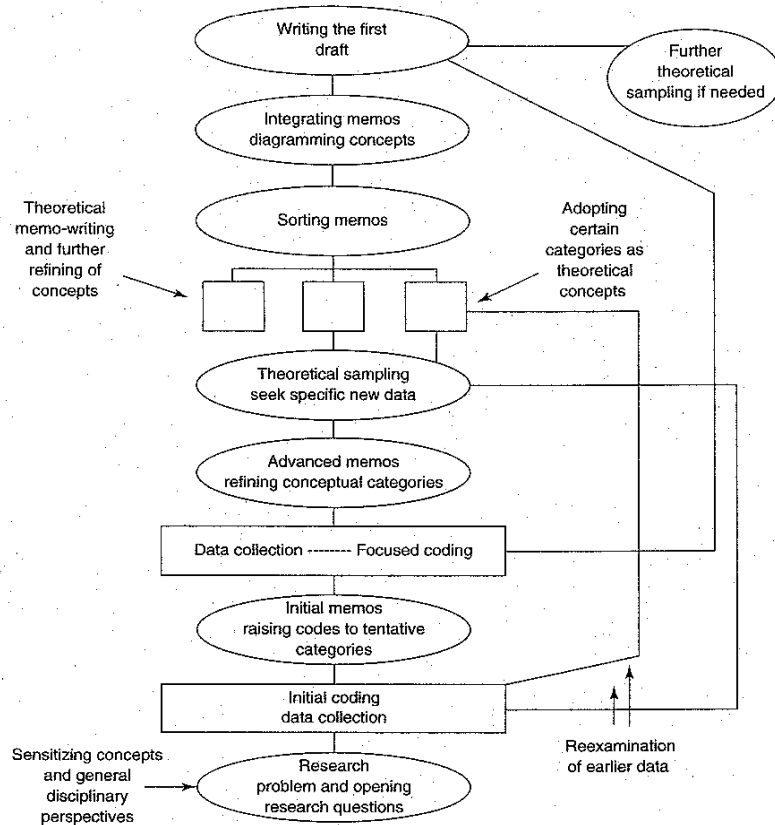 Writing the first
draft
Further
theoretical
sampling if needed
Integrating memos
diagramming concepts
Theoretical
memo-writing
and further
refining of
concepts
Sorting memos
Adopting
certain
categories as
theoretical
concepts
Theoretical sampling
seek specific new data
Advanced memos
refining conceptual categories
Data collection ------- Focused coding
Initial memos
raising codes to tentative
categories
Initial coding
data collection
Reexamination
of earlier data
Sensitizing concepts
and general
disciplinary
perspectives
Research
problem and opening
research questions